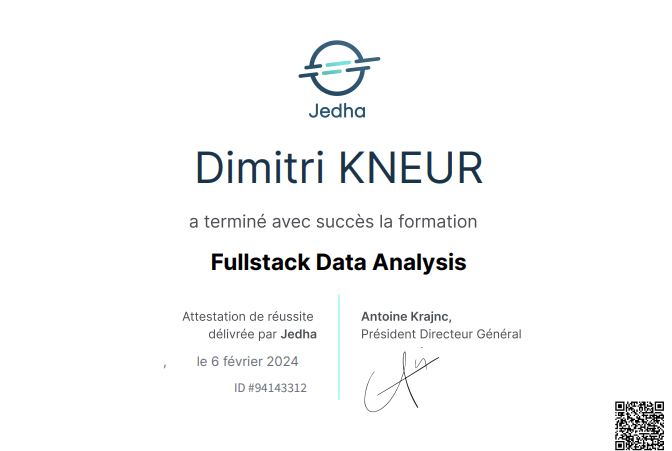 Jedha
Dimitri KNEUR
a terminé avec succès la formation
Fullstack Data Analysis
Attestation de réussite
délivrée par Jedha
, le 6 février 2024
ID #94143312
Antoine Krajnc,
Président Directeur Général